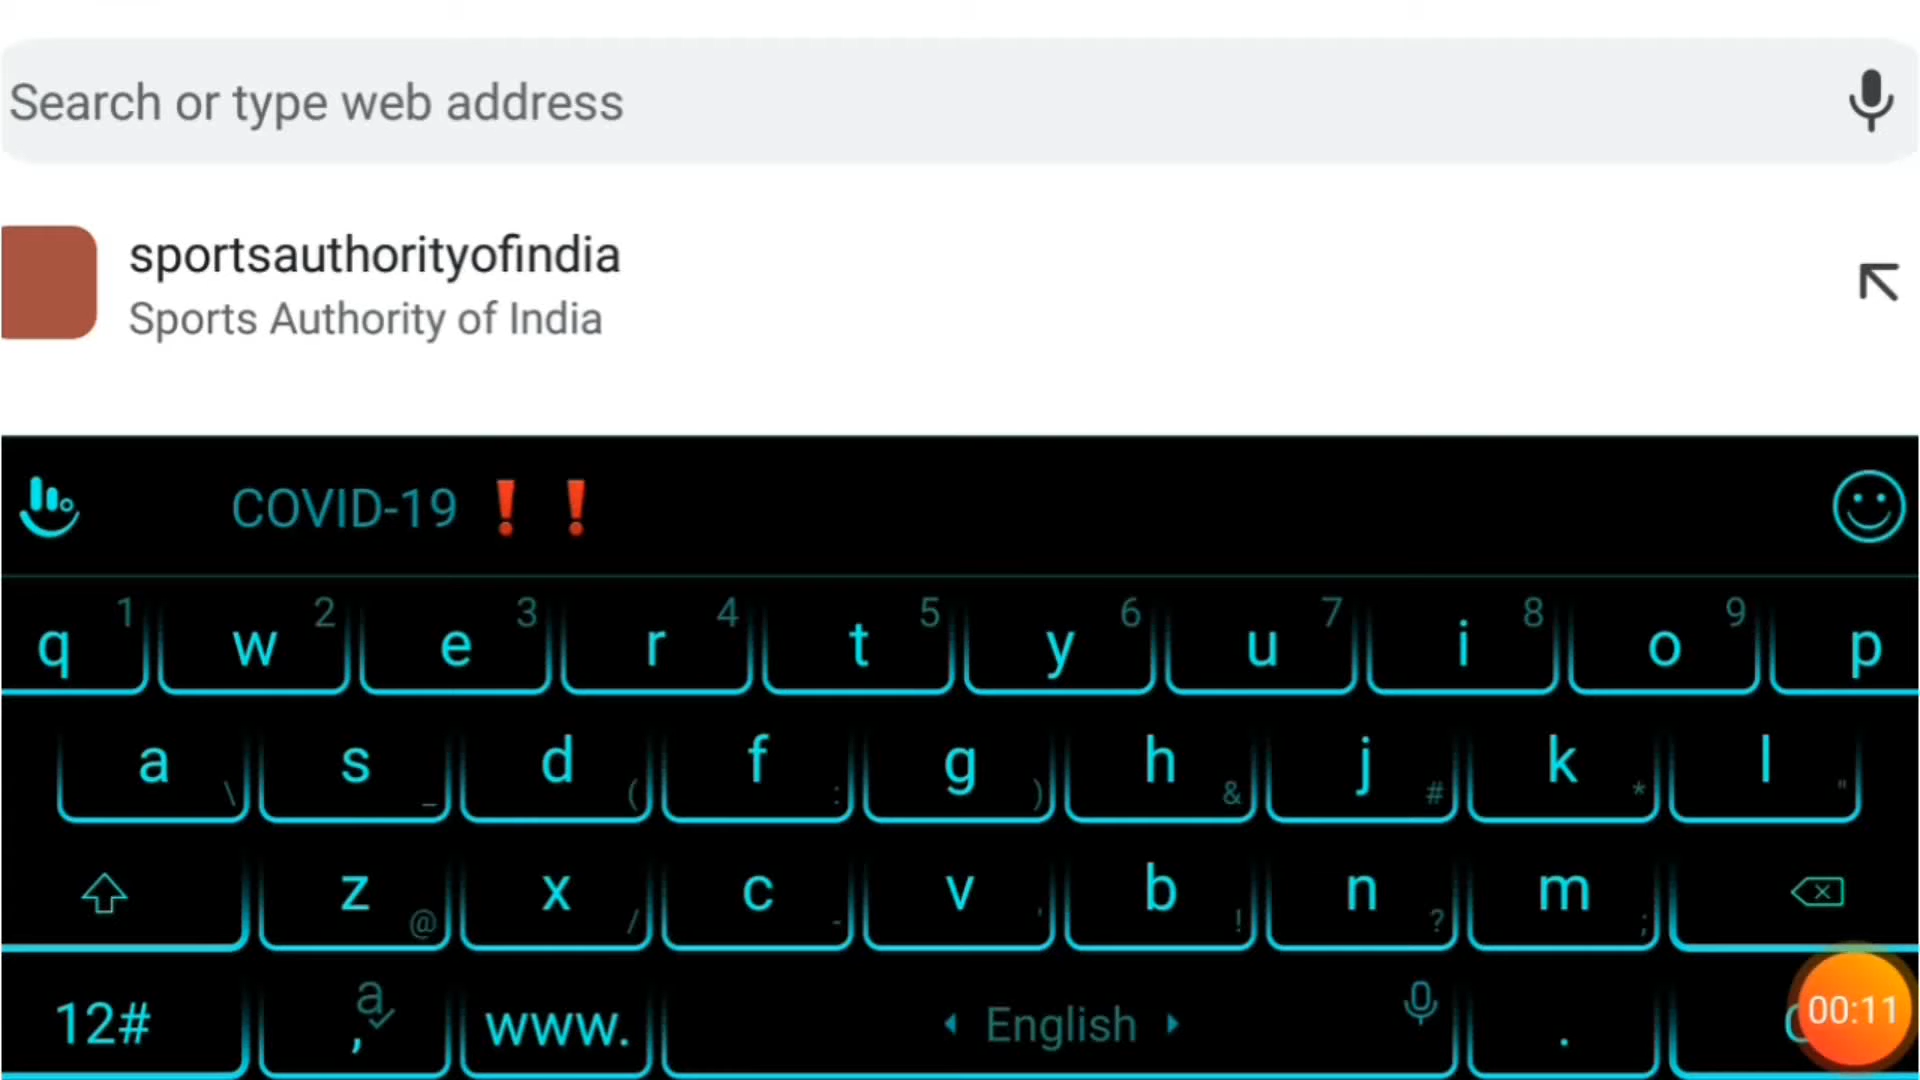 Search or type web address
sportsauthorityofindia
Sports Authority of India
COVID-19 ❗ ❗
1 2 3 4 5 6 7 8 9
q w e r t y u i o p
a s d f g h j k l
\ _ ( : ) & # * "
z x c v b n m
@ / - ' ! ? ;
12# a , www. English .
00:11